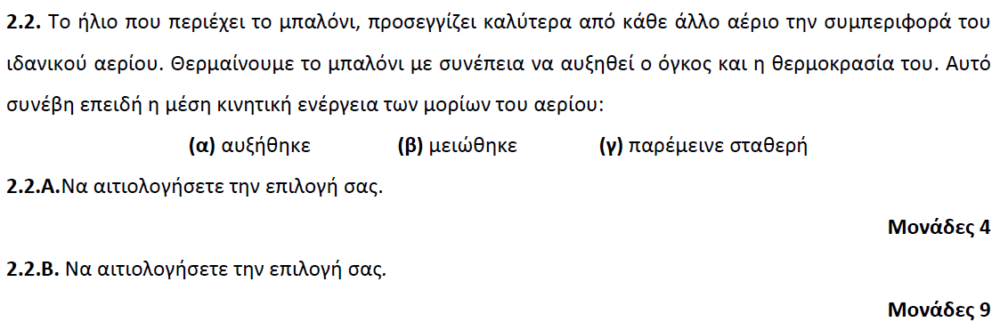 2.2. Το ήλιο που περιέχει το μπαλόνι, προσεγγίζει καλύτερα από κάθε άλλο αέριο την συμπεριφορά του
ιδανικού αερίου. Θερμαίνουμε το μπαλόνι με συνέπεια να αυξηθεί ο όγκος και η θερμοκρασία του. Αυτό
συνέβη επειδή η μέση κινητική ενέργεια των μορίων του αερίου:
(α) αυξήθηκε (β) μειώθηκε (γ) παρέμεινε σταθερή
2.2.Α.Να αιτιολογήσετε την επιλογή σας.
Μονάδες 4
2.2.Β. Να αιτιολογήσετε την επιλογή σας.
Μονάδες 9